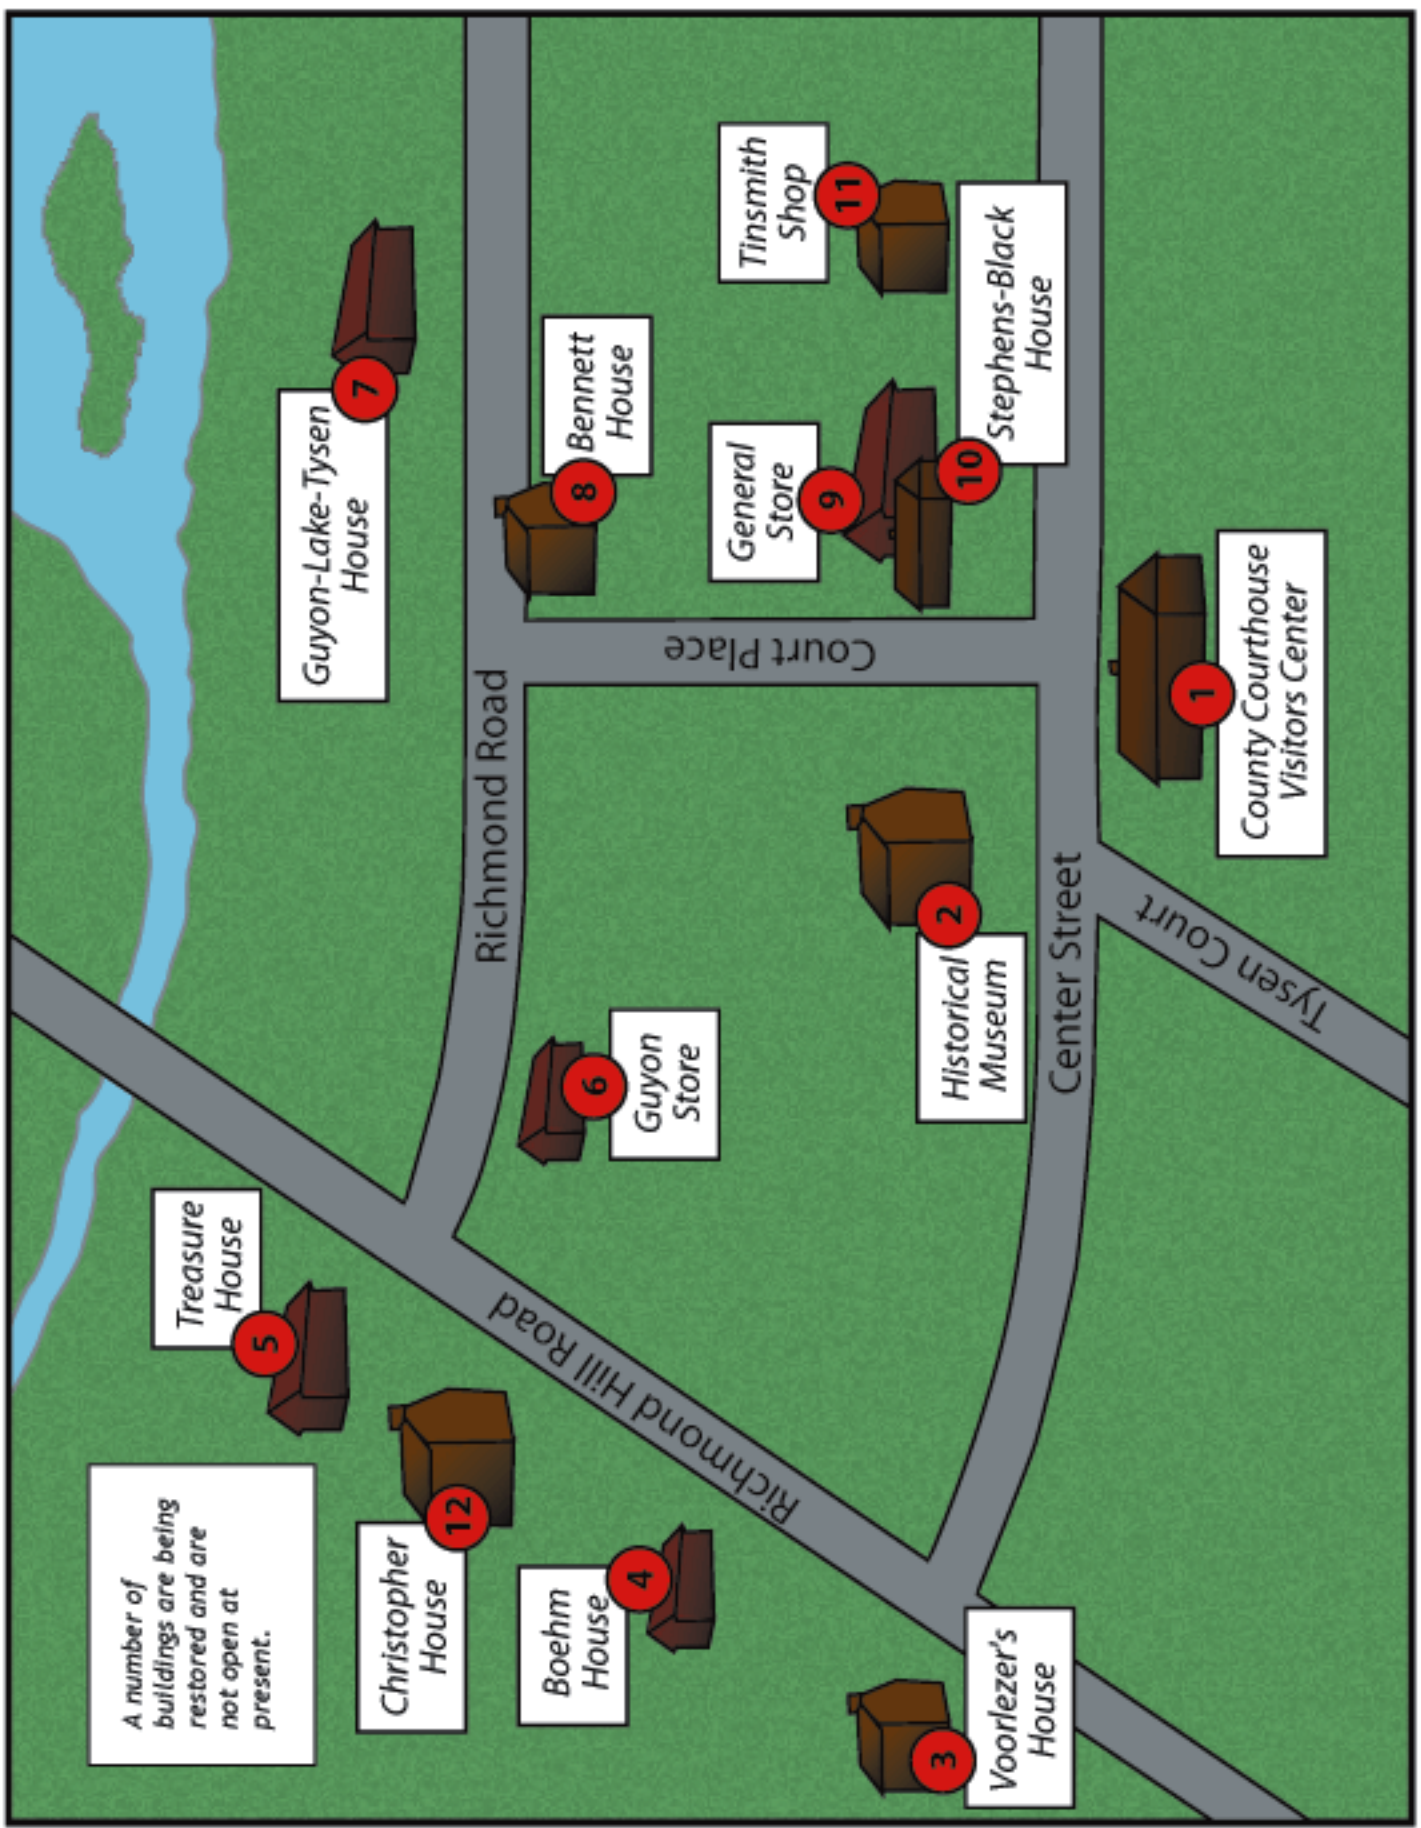 A number of
buildings are being
restored and are
not open at
present.
Treasure
House
5
Christopher
House
12
Boehm
House
4
Voorlezer's
House
3
Guyon-Lake-Tysen
House
7
Richmond Road
Richmond Hill Road
Guyon
Store
6
Bennett
House
8
Court Place
General
Store
9
Tinsmith
Shop
11
Stephens-Black
House
10
Historical
Museum
2
Center Street
Tysen Court
County Courthouse
Visitors Center
1